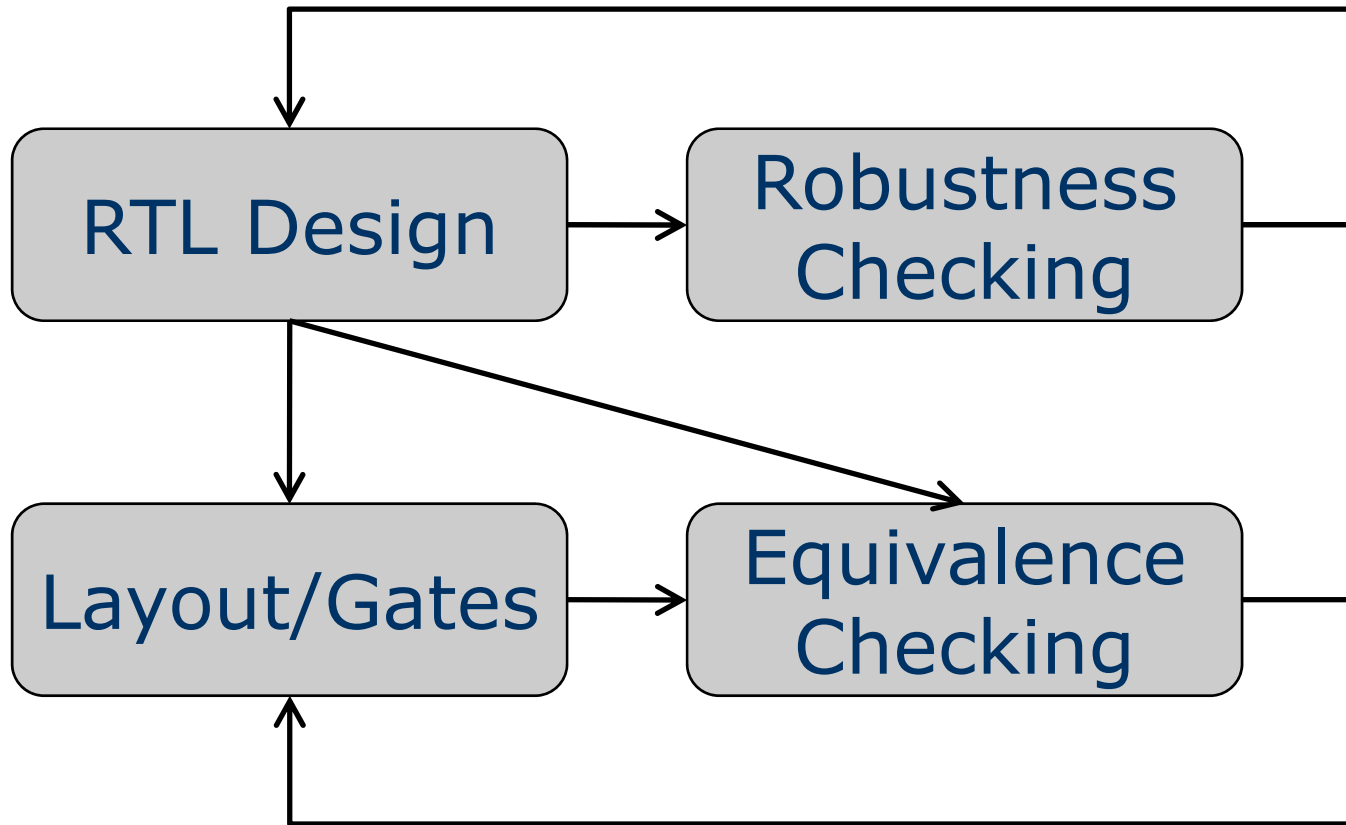 RTL Design
Robustness
Checking
Layout/Gates
Equivalence
Checking